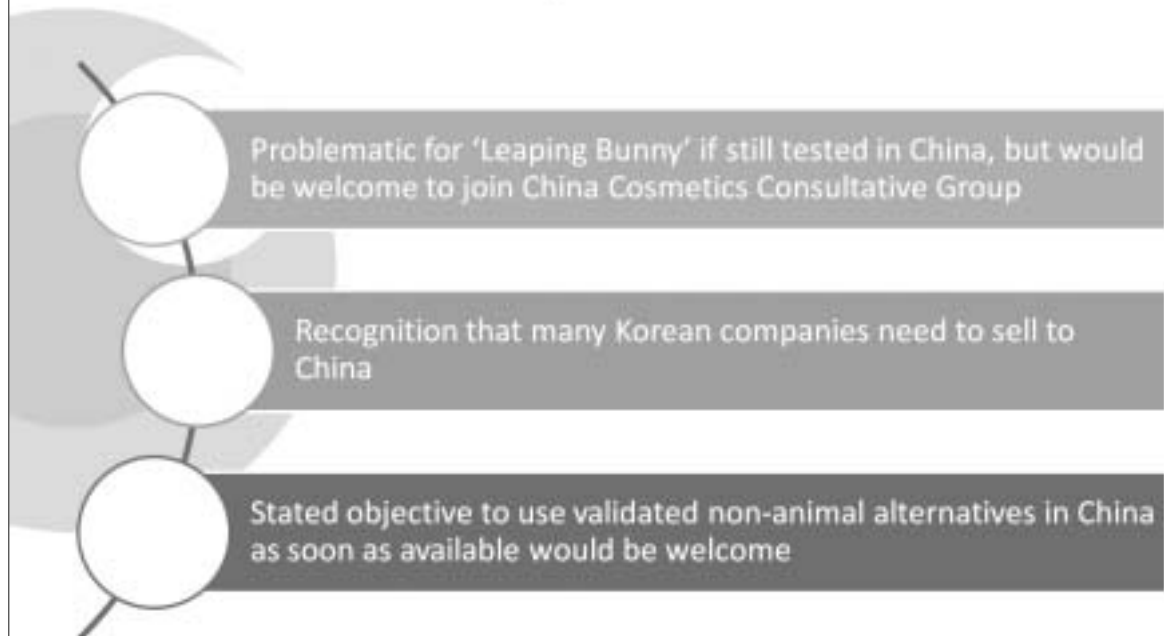 Problematic for ‘Leaping Bunny’ if still tested in China, but would
be welcome to join China Cosmetics Consultative Group
Recognition that many Korean companies need to sell to
China
Stated objective to use validated non-animal alternatives in China
as soon as available would be welcome